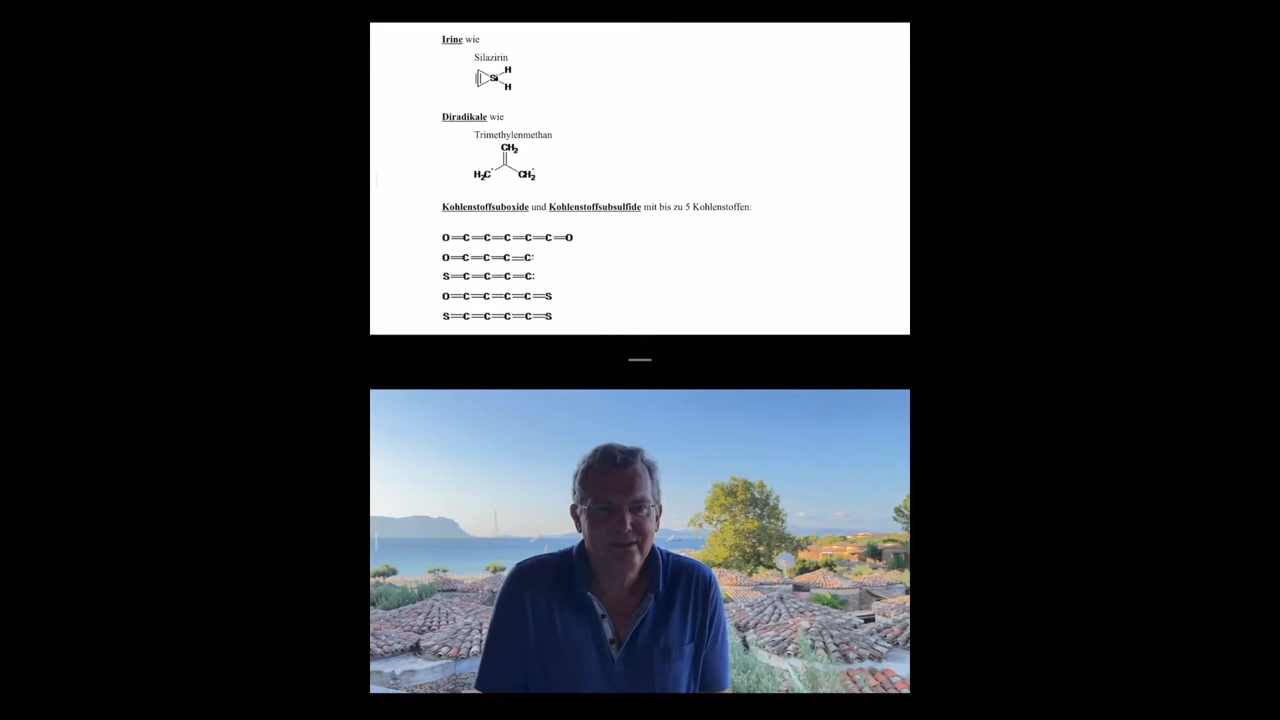 Irine wie
Silazirin
Si
H
H
Diradikale wie
Trimethylenmethan
CH2
H2C· CH2·
Kohlenstoffsuboxide und Kohlenstoffsubsulfide mit bis zu 5 Kohlenstoffen:
O=C=C=C=C=C=O
O=C=C=C=C:
S=C=C=C=C:
O=C=C=C=C=S
S=C=C=C=C=S